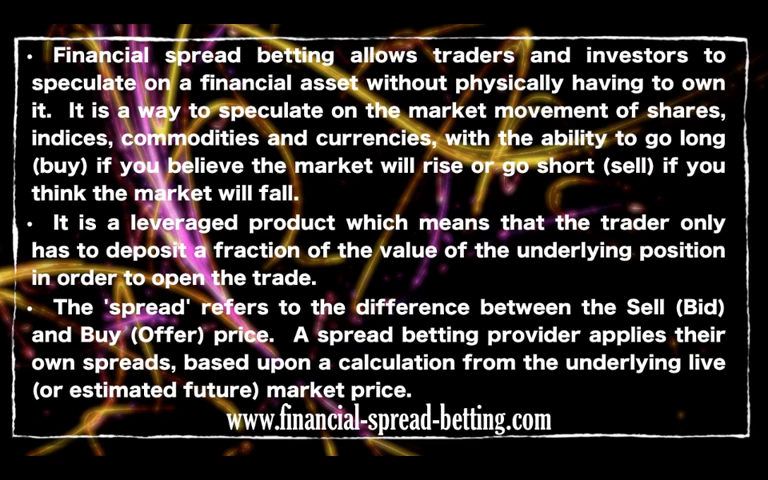 · Financial spread betting allows traders and investors to
speculate on a financial asset without physically having to own
it. It is a way to speculate on the market movement of shares,
indices, commodities and currencies, with the ability to go long
(buy) if you believe the market will rise or go short (sell) if you
think the market will fall.
· It is a leveraged product which means that the trader only
has to deposit a fraction of the value of the underlying position
in order to open the trade.
· The 'spread' refers to the difference between the Sell (Bid)
and Buy (Offer) price. A spread betting provider applies their
own spreads, based upon a calculation from the underlying live
(or estimated future) market price.
www.financial-spread-betting.com